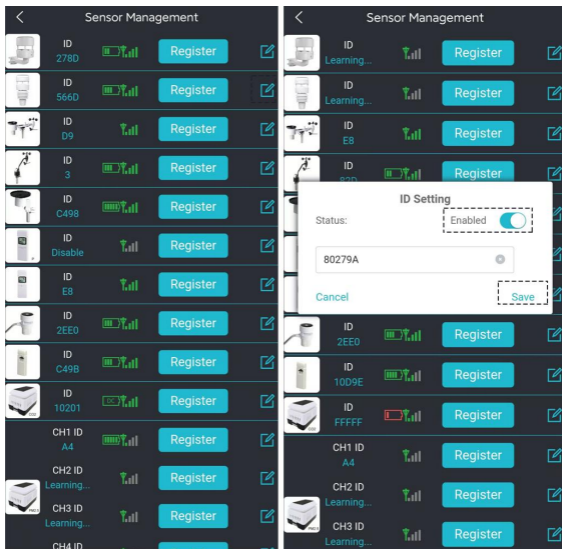 Sensor Management
ID
278D
Register
ID
566D
Register
ID
D9
Register
ID
3
Register
ID
C498
Register
ID
Disable
Register
ID
E8
Register
ID
2EE0
Register
ID
C49B
Register
ID
10201
Register
CH1 ID
A4
Register
CH2 ID
Learning...
Register
CH3 ID
Learning...
Register
CH4 ID
Sensor Management
ID
Learning...
Register
ID
Learning...
Register
ID
E8
Register
ID
82D
Register
ID Setting
Status:
Enabled
80279A
Cancel
Save
ID
2EE0
Register
ID
10D9E
Register
ID
FFFFF
Register
CH1 ID
A4
Register
CH2 ID
Learning...
Register
CH3 ID
Learning...
Register